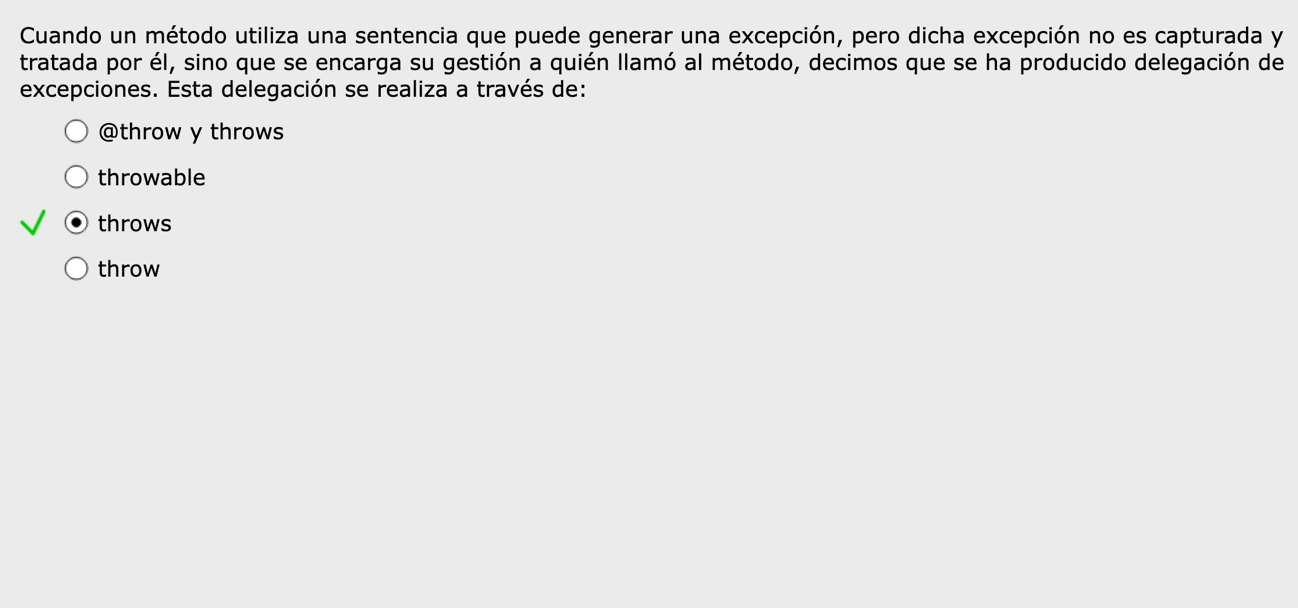 Cuando un método utiliza una sentencia que puede generar una excepción, pero dicha excepción no es capturada y
tratada por él, sino que se encarga su gestión a quién llamó al método, decimos que se ha producido delegación de
excepciones. Esta delegación se realiza a través de:
@throw y throws
throwable
throws
throw